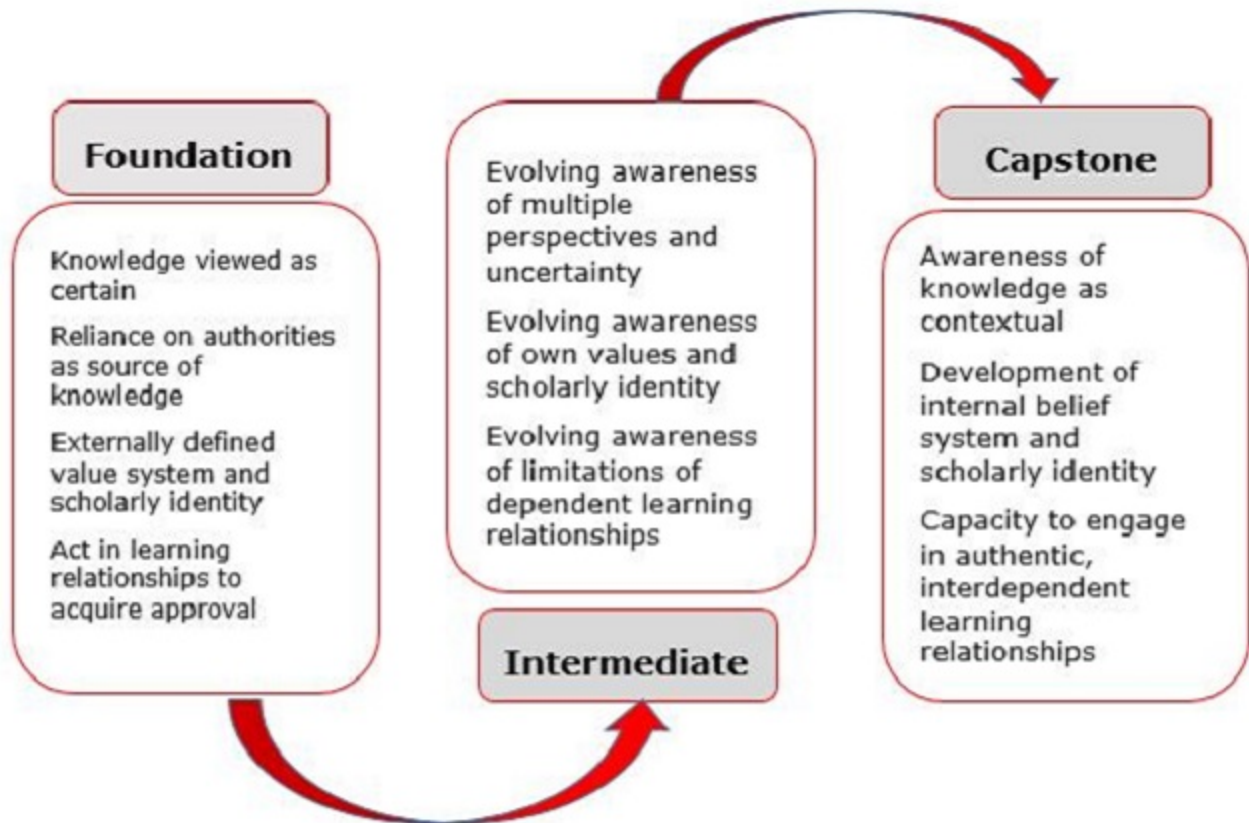 Foundation
Knowledge viewed as
certain
Reliance on authorities
as source of
knowledge
Externally defined
value system and
scholarly identity
Act in learning
relationships to
acquire approval
Evolving awareness
of multiple
perspectives and
uncertainty
Evolving awareness
of own values and
scholarly identity
Evolving awareness
of limitations of
dependent learning
relationships
Intermediate
Capstone
Awareness of
knowledge as
contextual
Development of
internal belief
system and
scholarly identity
Capacity to engage
in authentic,
interdependent
learning
relationships